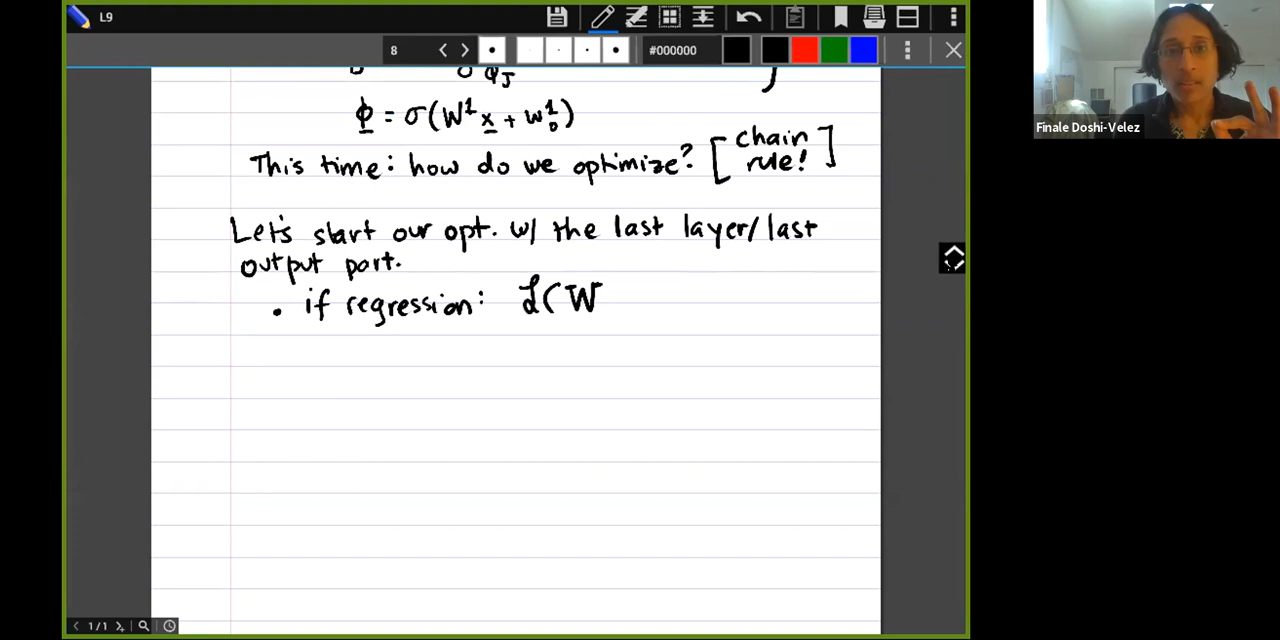 L9
8
#000000
Φ = σ(W¹x + w¹₀)
This time: how do we optimize? [chain rule!]
Let's start our opt. w/ the last layer/last
output part.
• if regression: ℒ(W
1/1
Finale Doshi-Velez